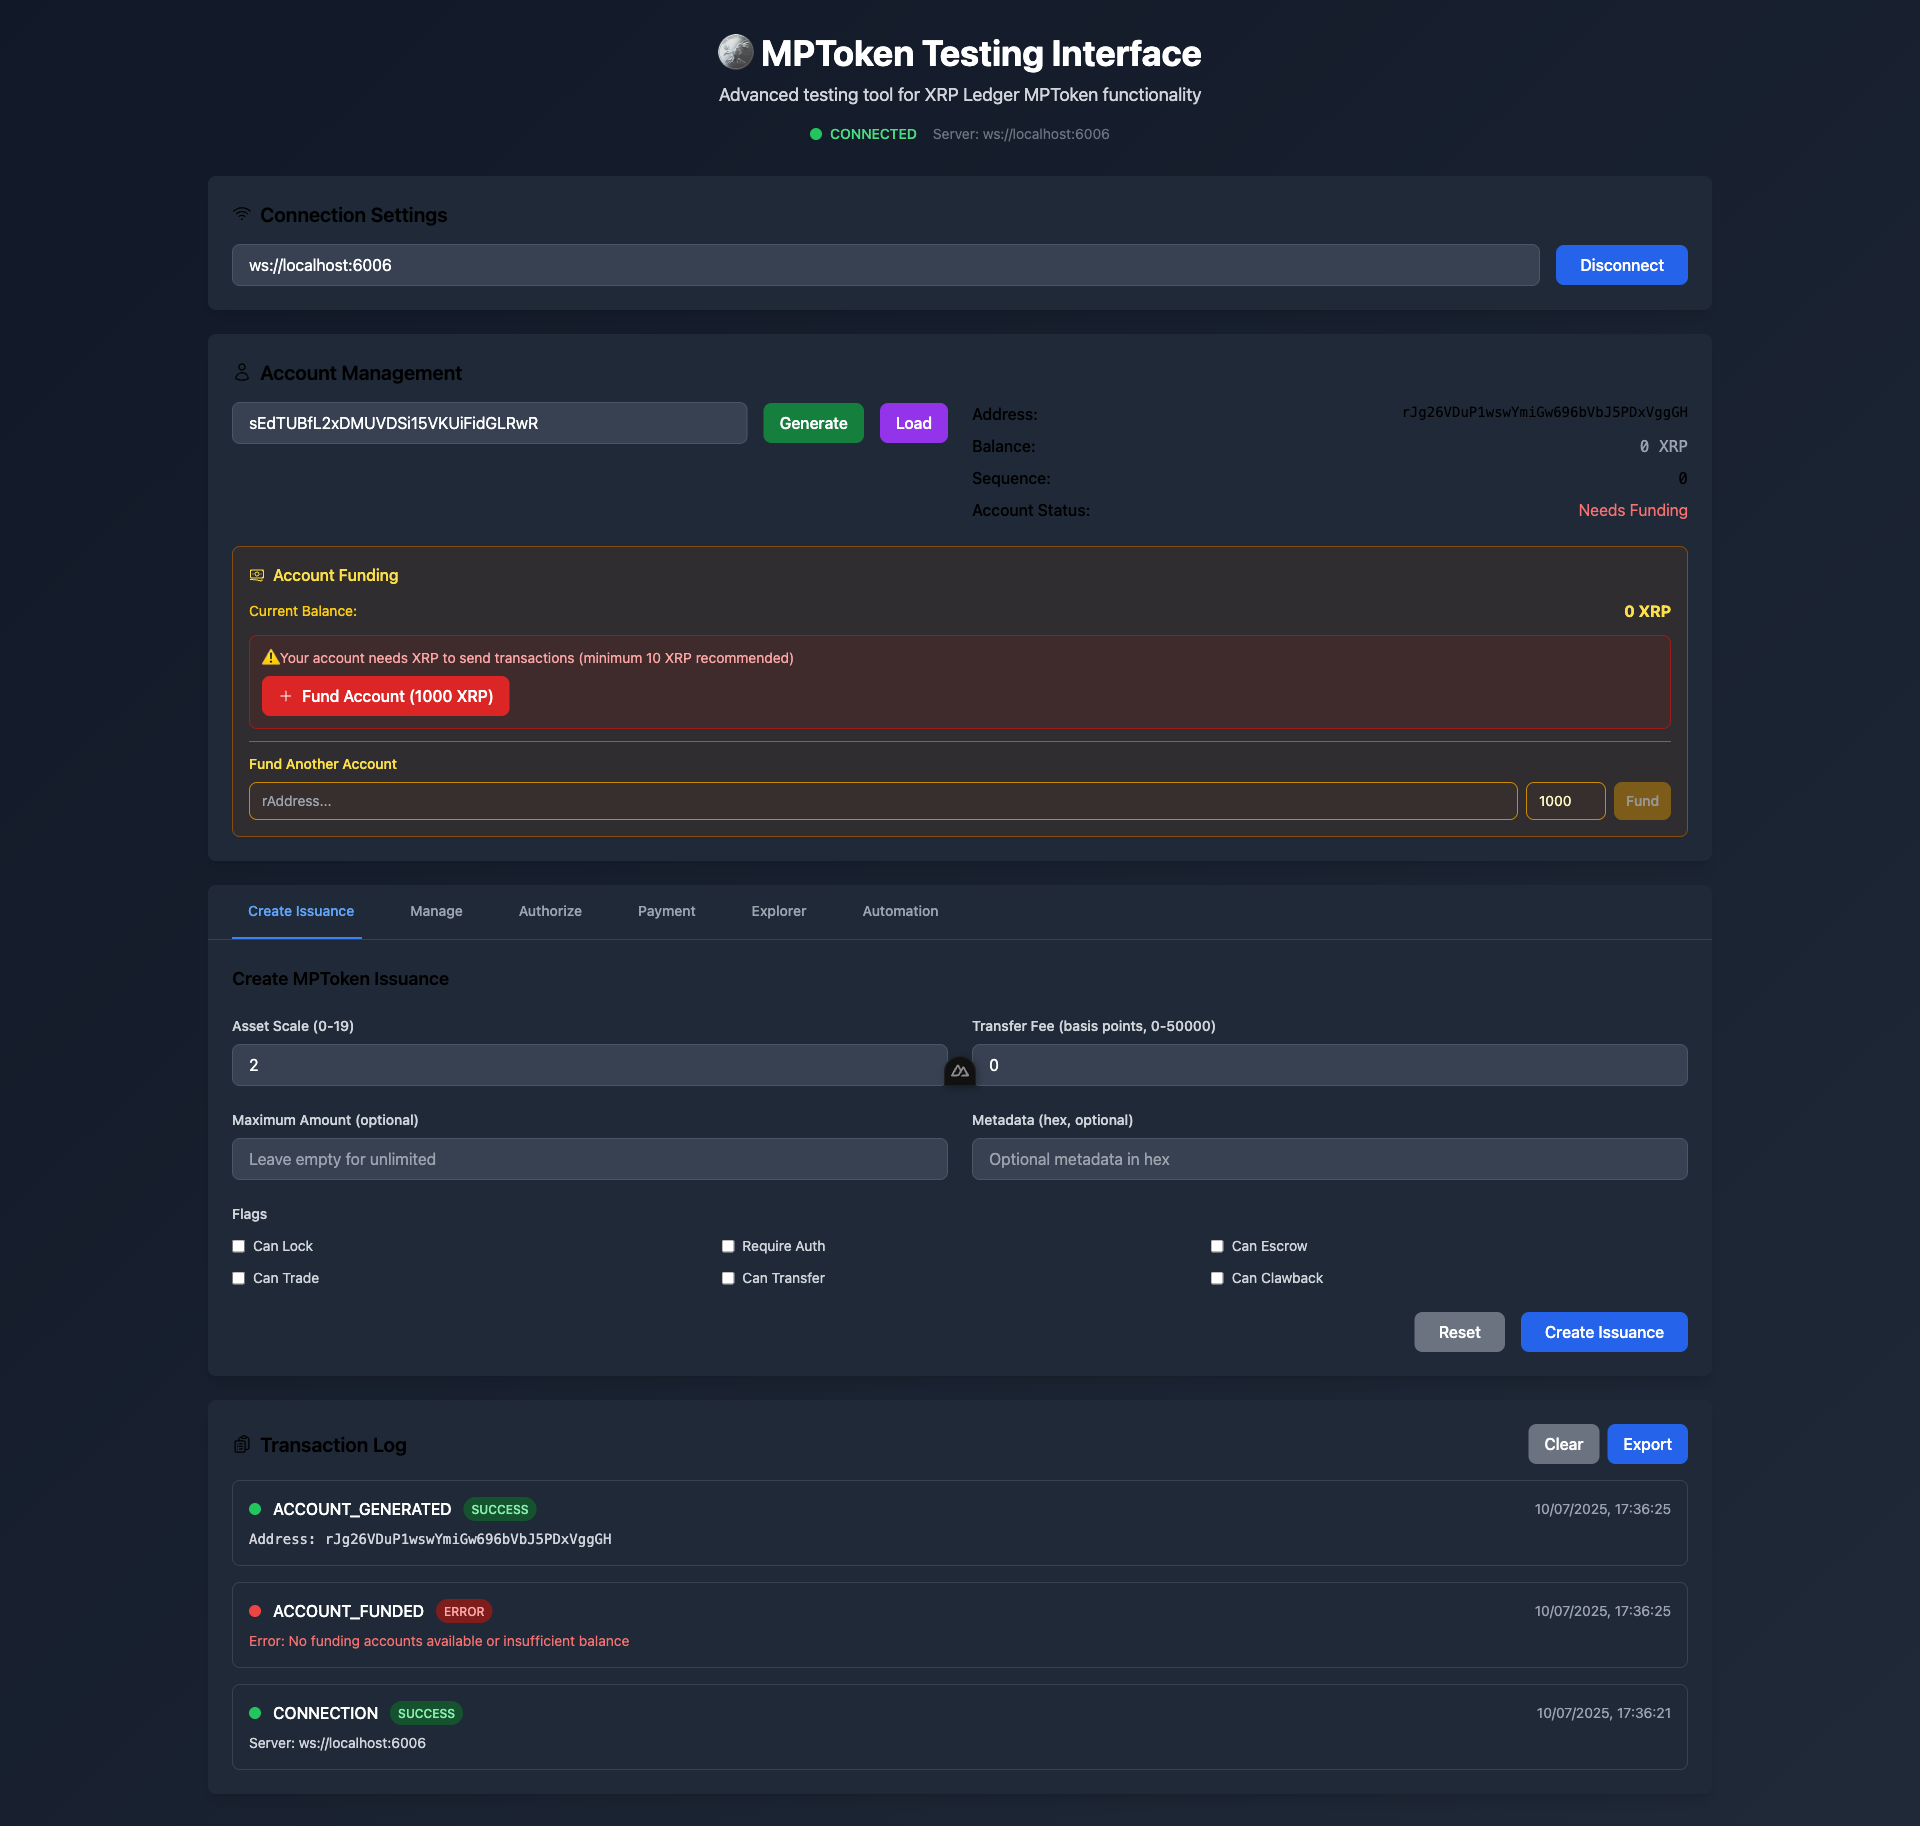 MPToken Testing Interface
Advanced testing tool for XRP Ledger MPToken functionality
CONNECTED Server: ws://localhost:6006
Connection Settings
ws://localhost:6006 Disconnect
Account Management
sEdTUBfL2xDMUVDSi15VKUiFidGLRwR Generate Load
Address: rJg26VDuP1wswYmiGw696bVbJ5PDxVggGH
Balance: 0 XRP
Sequence: 0
Account Status: Needs Funding
Account Funding
Current Balance: 0 XRP
Your account needs XRP to send transactions (minimum 10 XRP recommended)
+ Fund Account (1000 XRP)
Fund Another Account
rAddress... 1000 Fund
Create Issuance Manage Authorize Payment Explorer Automation
Create MPToken Issuance
Asset Scale (0-19) Transfer Fee (basis points, 0-50000)
2 0
Maximum Amount (optional) Metadata (hex, optional)
Leave empty for unlimited Optional metadata in hex
Flags
Can Lock Require Auth Can Escrow
Can Trade Can Transfer Can Clawback
Reset Create Issuance
Transaction Log Clear Export
ACCOUNT_GENERATED SUCCESS 10/07/2025, 17:36:25
Address: rJg26VDuP1wswYmiGw696bVbJ5PDxVggGH
ACCOUNT_FUNDED ERROR 10/07/2025, 17:36:25
Error: No funding accounts available or insufficient balance
CONNECTION SUCCESS 10/07/2025, 17:36:21
Server: ws://localhost:6006